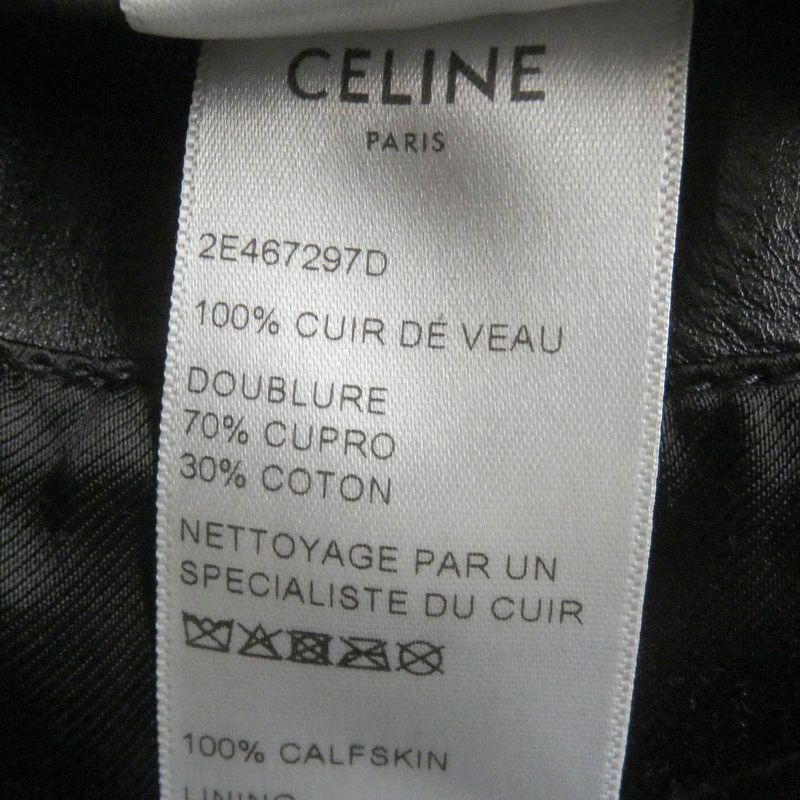 CELINE
PARIS
2E467297D
100% CUIR DE VEAU
DOUBLURE
70% CUPRO
30% COTON
NETTOYAGE PAR UN
SPECIALISTE DU CUIR
100% CALFSKIN
LINING